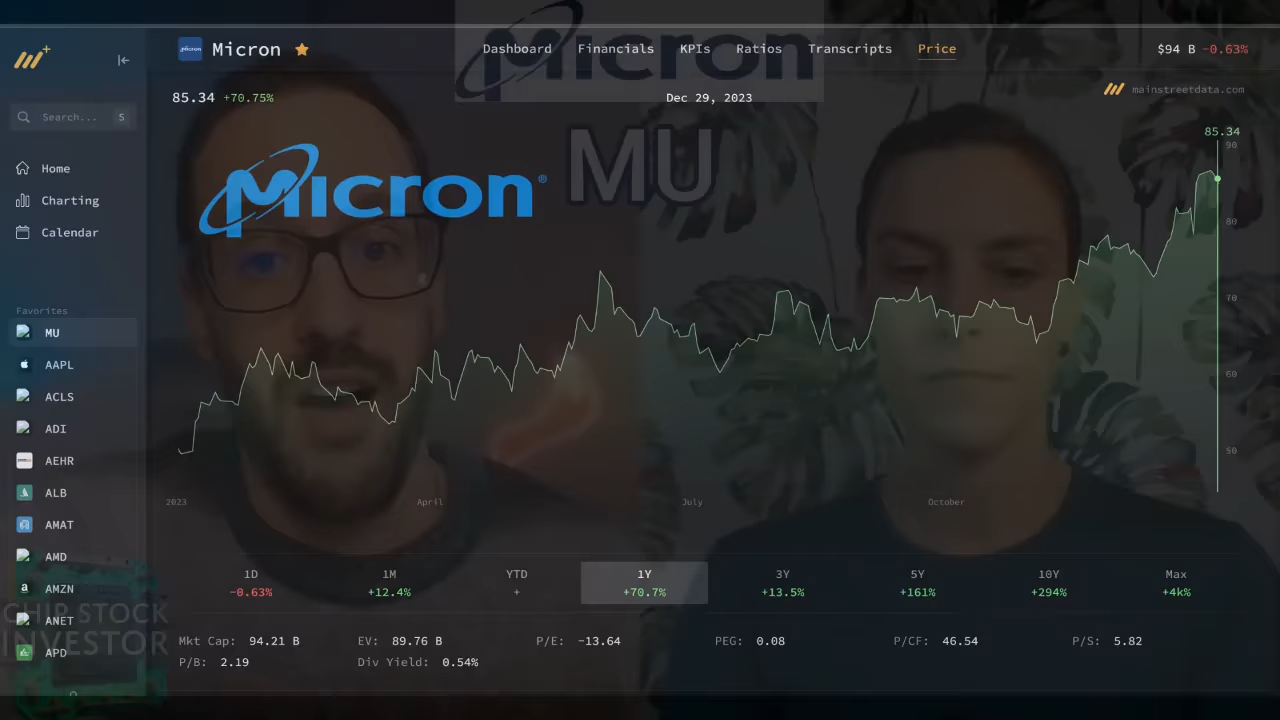 Micron
Micron
Dashboard Financials KPIs Ratios Transcripts Price
$94 B -0.63%
85.34 +70.75%
Dec 29, 2023
mainstreetdata.com
Search... S
85.34
MU
Micron®
Home
Charting
Calendar
90
80
70
60
50
Favorites
MU
AAPL
ACLS
ADI
AEHR
ALB
AMAT
AMD
AMZN
ANET
APD
2023 April July October
1D 1M YTD 1Y 3Y 5Y 10Y Max
-0.63% +12.4% + +70.7% +13.5% +161% +294% +4k%
CHIP STOCK
INVESTOR
Mkt Cap: 94.21 B EV: 89.76 B P/E: -13.64 PEG: 0.08 P/CF: 46.54 P/S: 5.82
P/B: 2.19 Div Yield: 0.54%